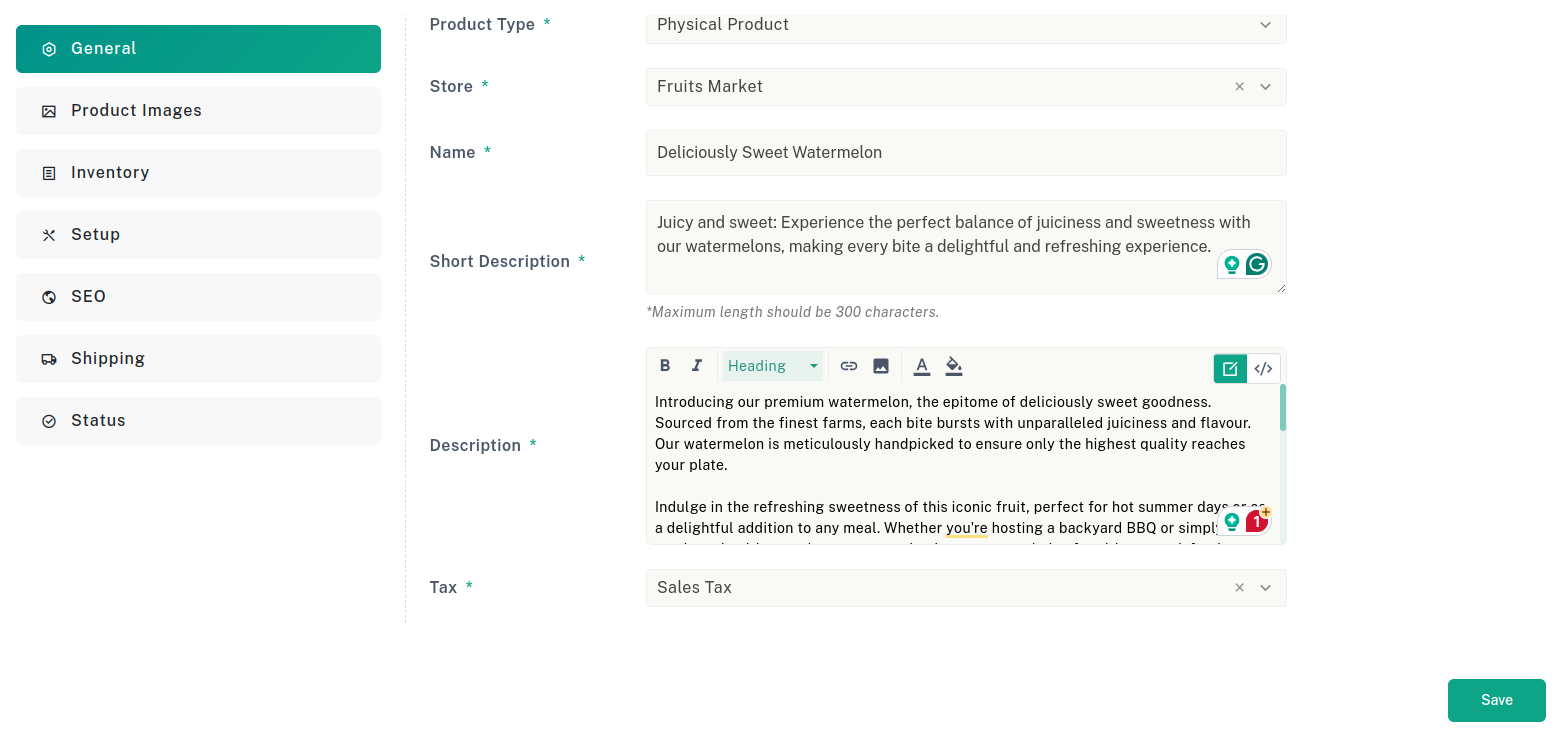 Product Type *
Physical Product
General
Store *
Fruits Market
Product Images
Name *
Deliciously Sweet Watermelon
Inventory
Setup
Short Description *
Juicy and sweet: Experience the perfect balance of juiciness and sweetness with
our watermelons, making every bite a delightful and refreshing experience.
*Maximum length should be 300 characters.
SEO
Shipping
Status
B I Heading A </>
Description *
Introducing our premium watermelon, the epitome of deliciously sweet goodness.
Sourced from the finest farms, each bite bursts with unparalleled juiciness and flavour.
Our watermelon is meticulously handpicked to ensure only the highest quality reaches
your plate.
Indulge in the refreshing sweetness of this iconic fruit, perfect for hot summer days or as
a delightful addition to any meal. Whether you're hosting a backyard BBQ or simply
1
Tax *
Sales Tax
Save